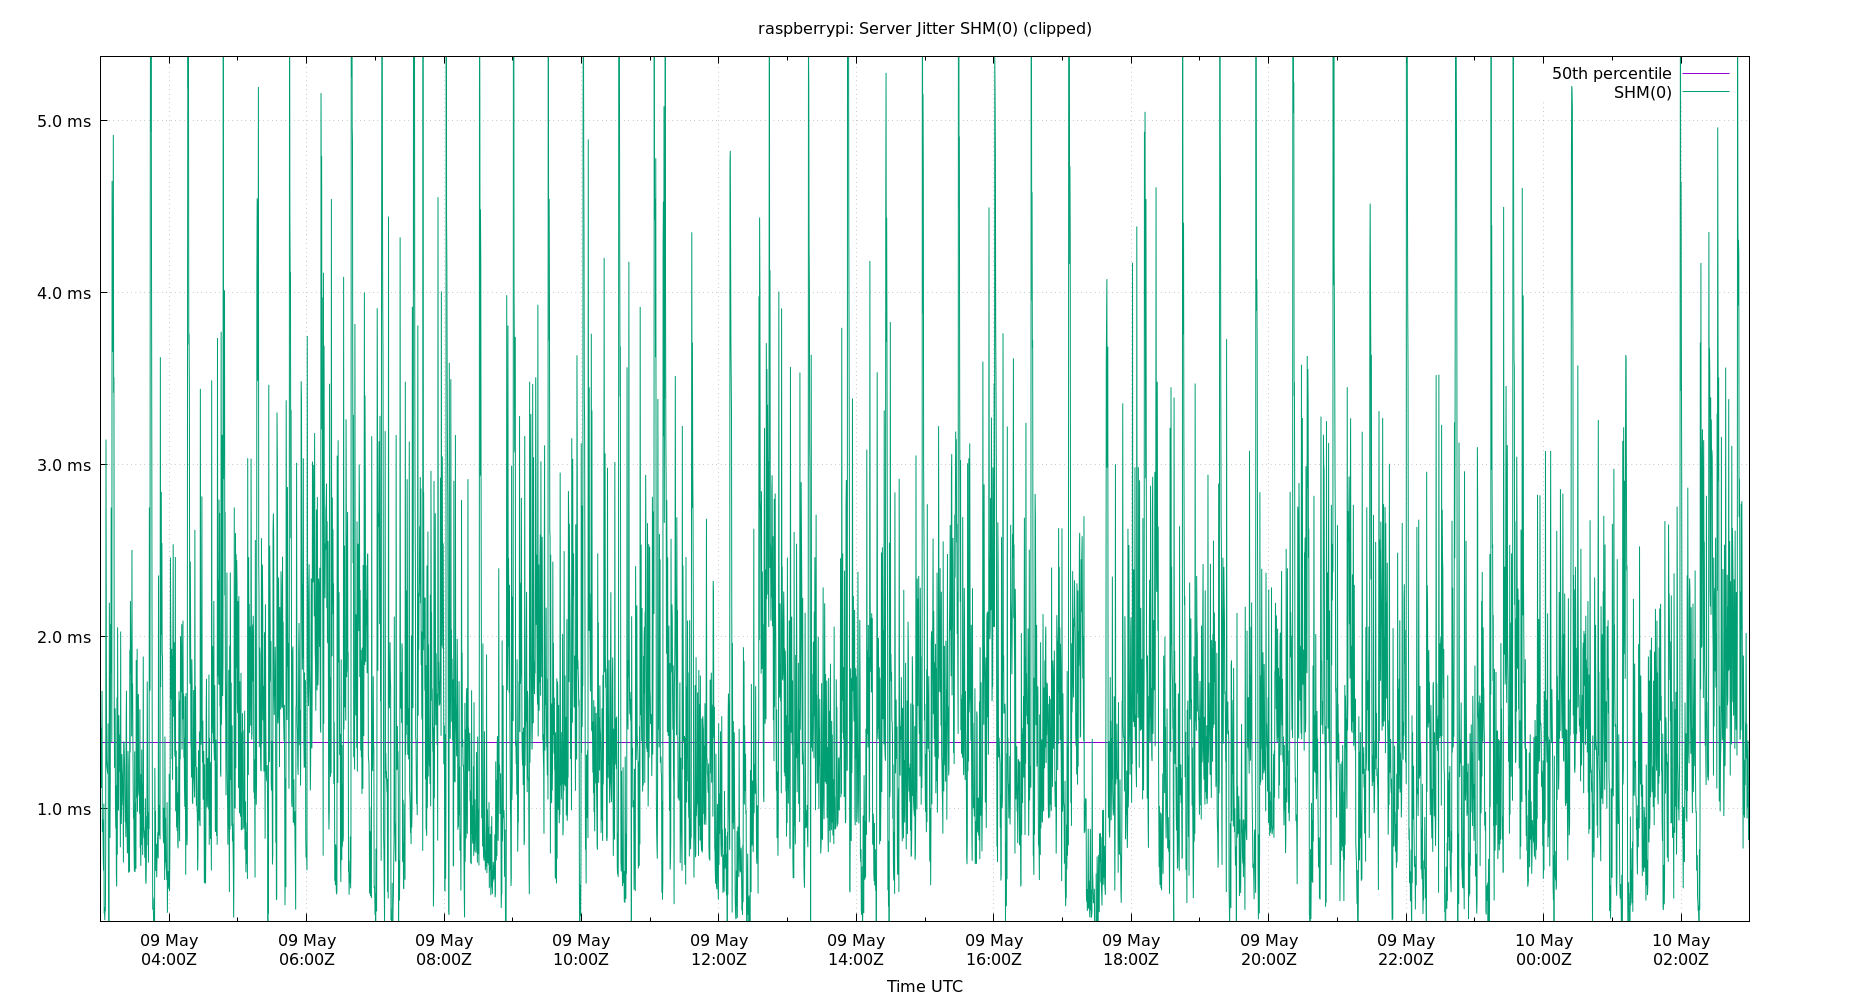 raspberrypi: Server Jitter SHM(0) (clipped)
50th percentile
SHM(0)
5.0 ms
4.0 ms
3.0 ms
2.0 ms
1.0 ms
09 May 09 May 09 May 09 May 09 May 09 May 09 May 09 May 09 May 09 May 10 May 10 May
04:00Z 06:00Z 08:00Z 10:00Z 12:00Z 14:00Z 16:00Z 18:00Z 20:00Z 22:00Z 00:00Z 02:00Z
Time UTC